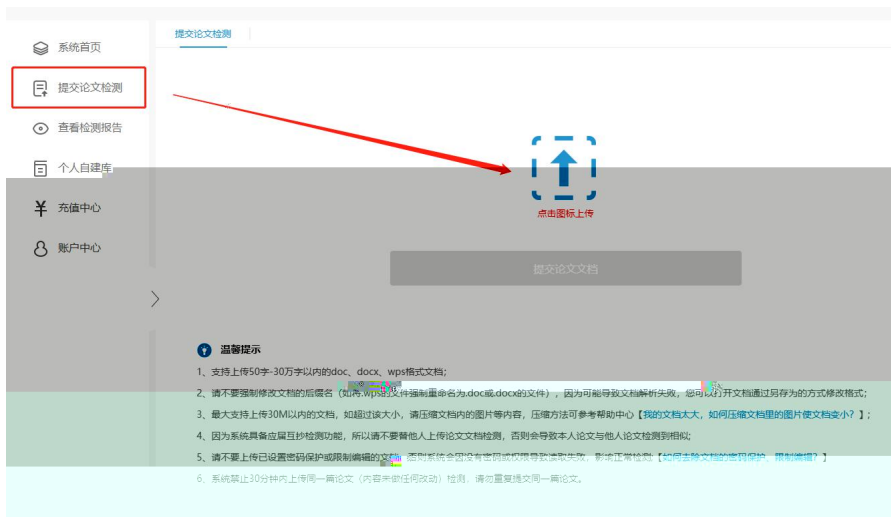 提交论文检测
系统首页
提交论文检测
查看检测报告
个人自建库
充值中心
账户中心
点击图标上传
提交论文文档
温馨提示
1、支持上传50字-30万字以内的doc、docx、wps格式文档;
2、请不要强制修改文档的后缀名（如将.wps的文件强制重命名为.doc或.docx的文件），因为可能导致文档解析失败，您可以打开文档通过另存为的方式修改格式;
3、最大支持上传30M以内的文档，如超过该大小，请压缩文档内的图片等内容，压缩方法可参考帮助中心【我的文档太大，如何压缩文档里的图片使文档变小？】;
4、因为系统具备应届互抄检测功能，所以请不要替他人上传论文文档检测，否则会导致本人论文与他人论文检测到相似;
5、请不要上传已设置密码保护或限制编辑的文档，否则系统会因没有密码或权限导致读取失败，影响正常检测【如何去除文档的密码保护、限制编辑？】
6、系统禁止30分钟内上传同一篇论文（内容未做任何改动）检测，请勿重复提交同一篇论文。